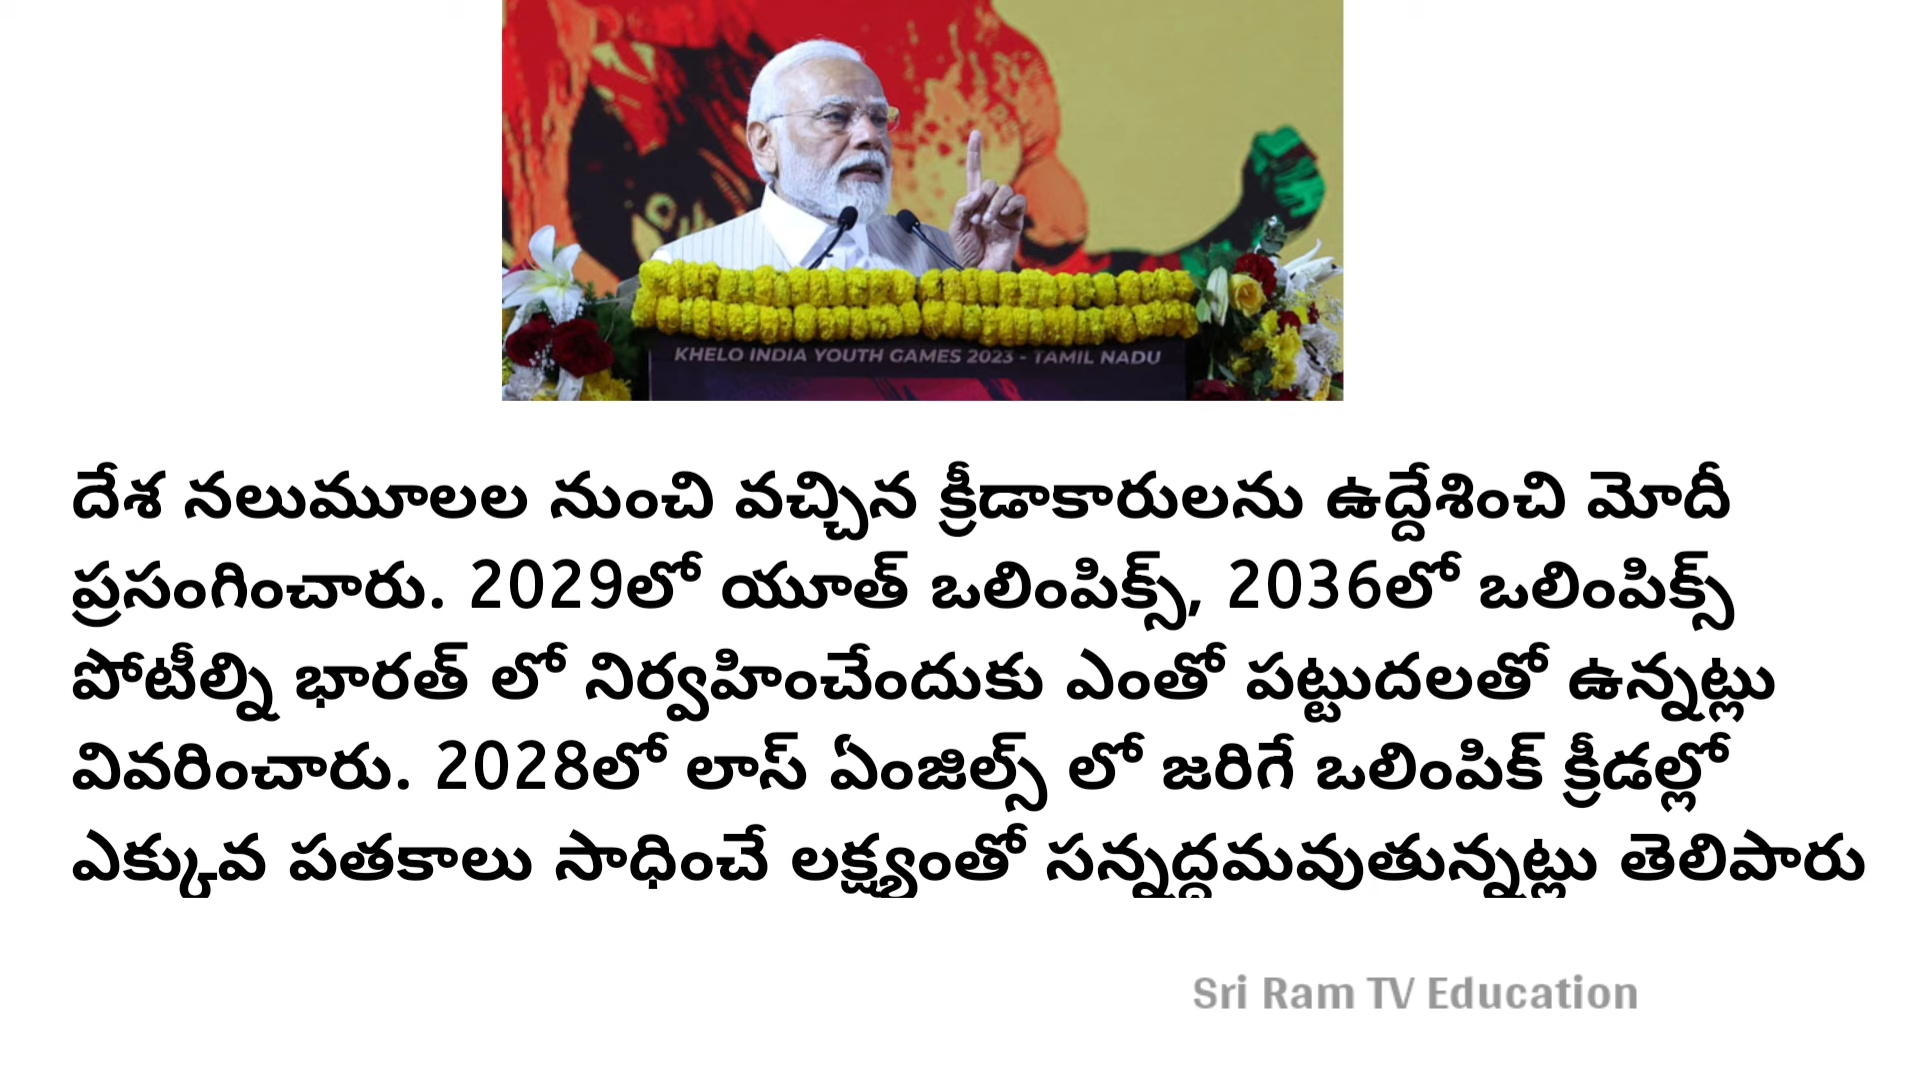 KHELO INDIA YOUTH GAMES 2023 - TAMIL NADU
దేశ నలుమూలల నుంచి వచ్చిన క్రీడాకారులను ఉద్దేశించి మోదీ
ప్రసంగించారు. 2029లో యూత్ ఒలింపిక్స్, 2036లో ఒలింపిక్స్
పోటీల్ని భారత్ లో నిర్వహించేందుకు ఎంతో పట్టుదలతో ఉన్నట్లు
వివరించారు. 2028లో లాస్ ఏంజిల్స్ లో జరిగే ఒలింపిక్ క్రీడల్లో
ఎక్కువ పతకాలు సాధించే లక్ష్యంతో సన్నద్ధమవుతున్నట్లు తెలిపారు
Sri Ram TV Education